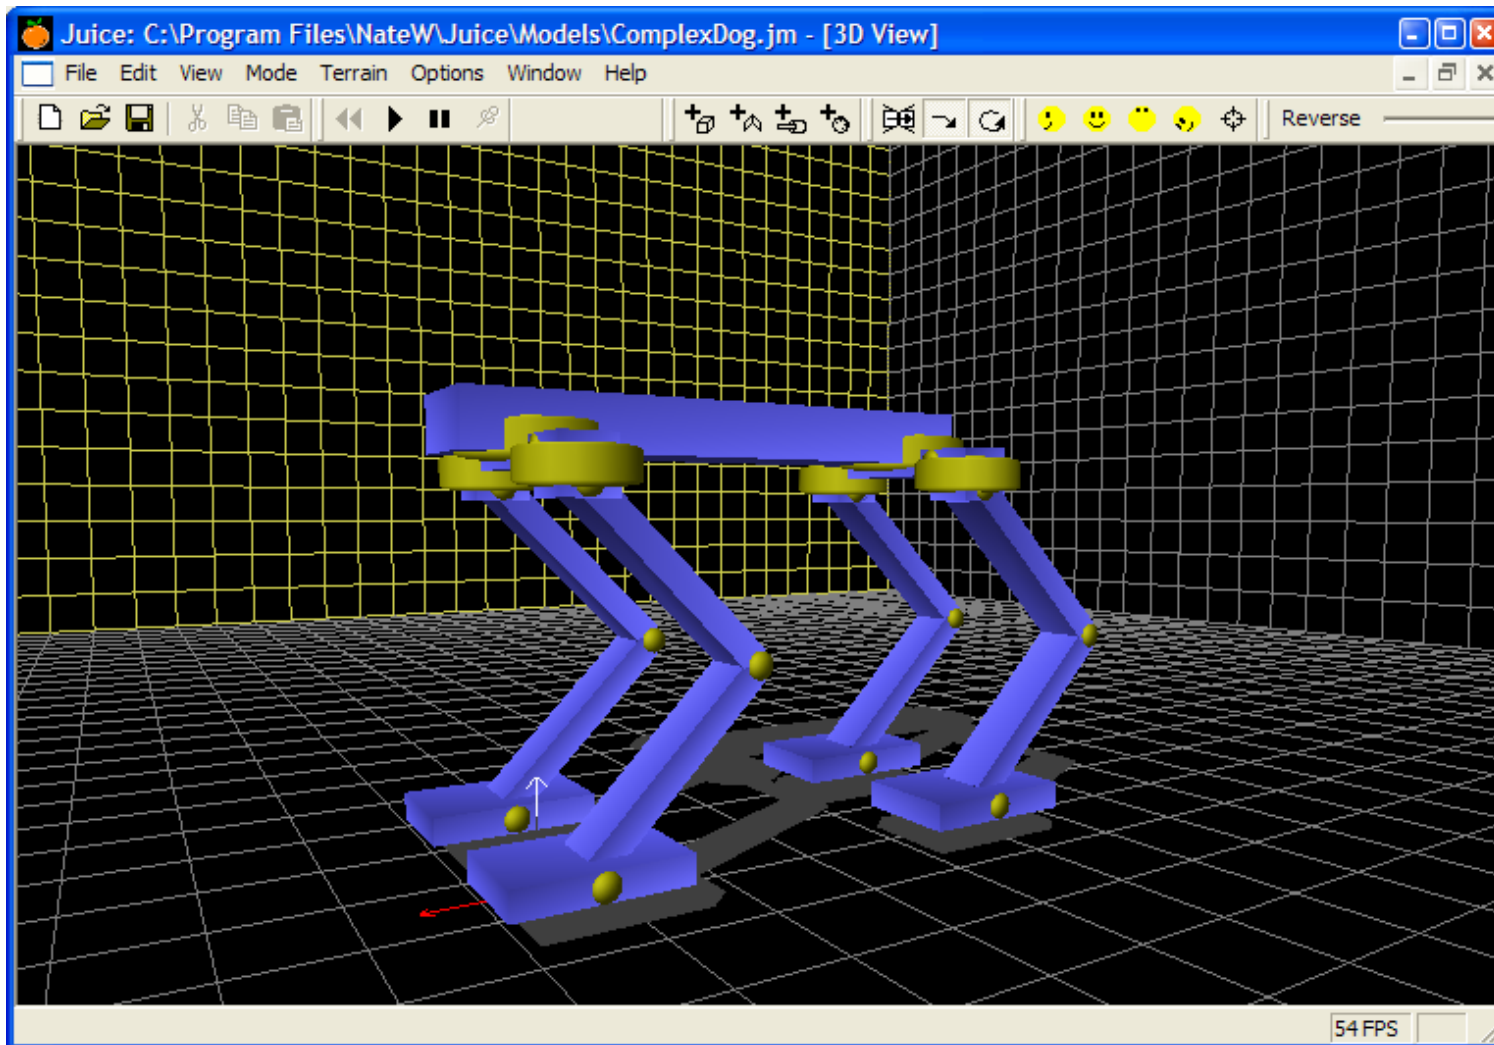 Juice: C:\Program Files\NateW\Juice\Models\ComplexDog.jm - [3D View]
File Edit View Mode Terrain Options Window Help
Reverse
54 FPS